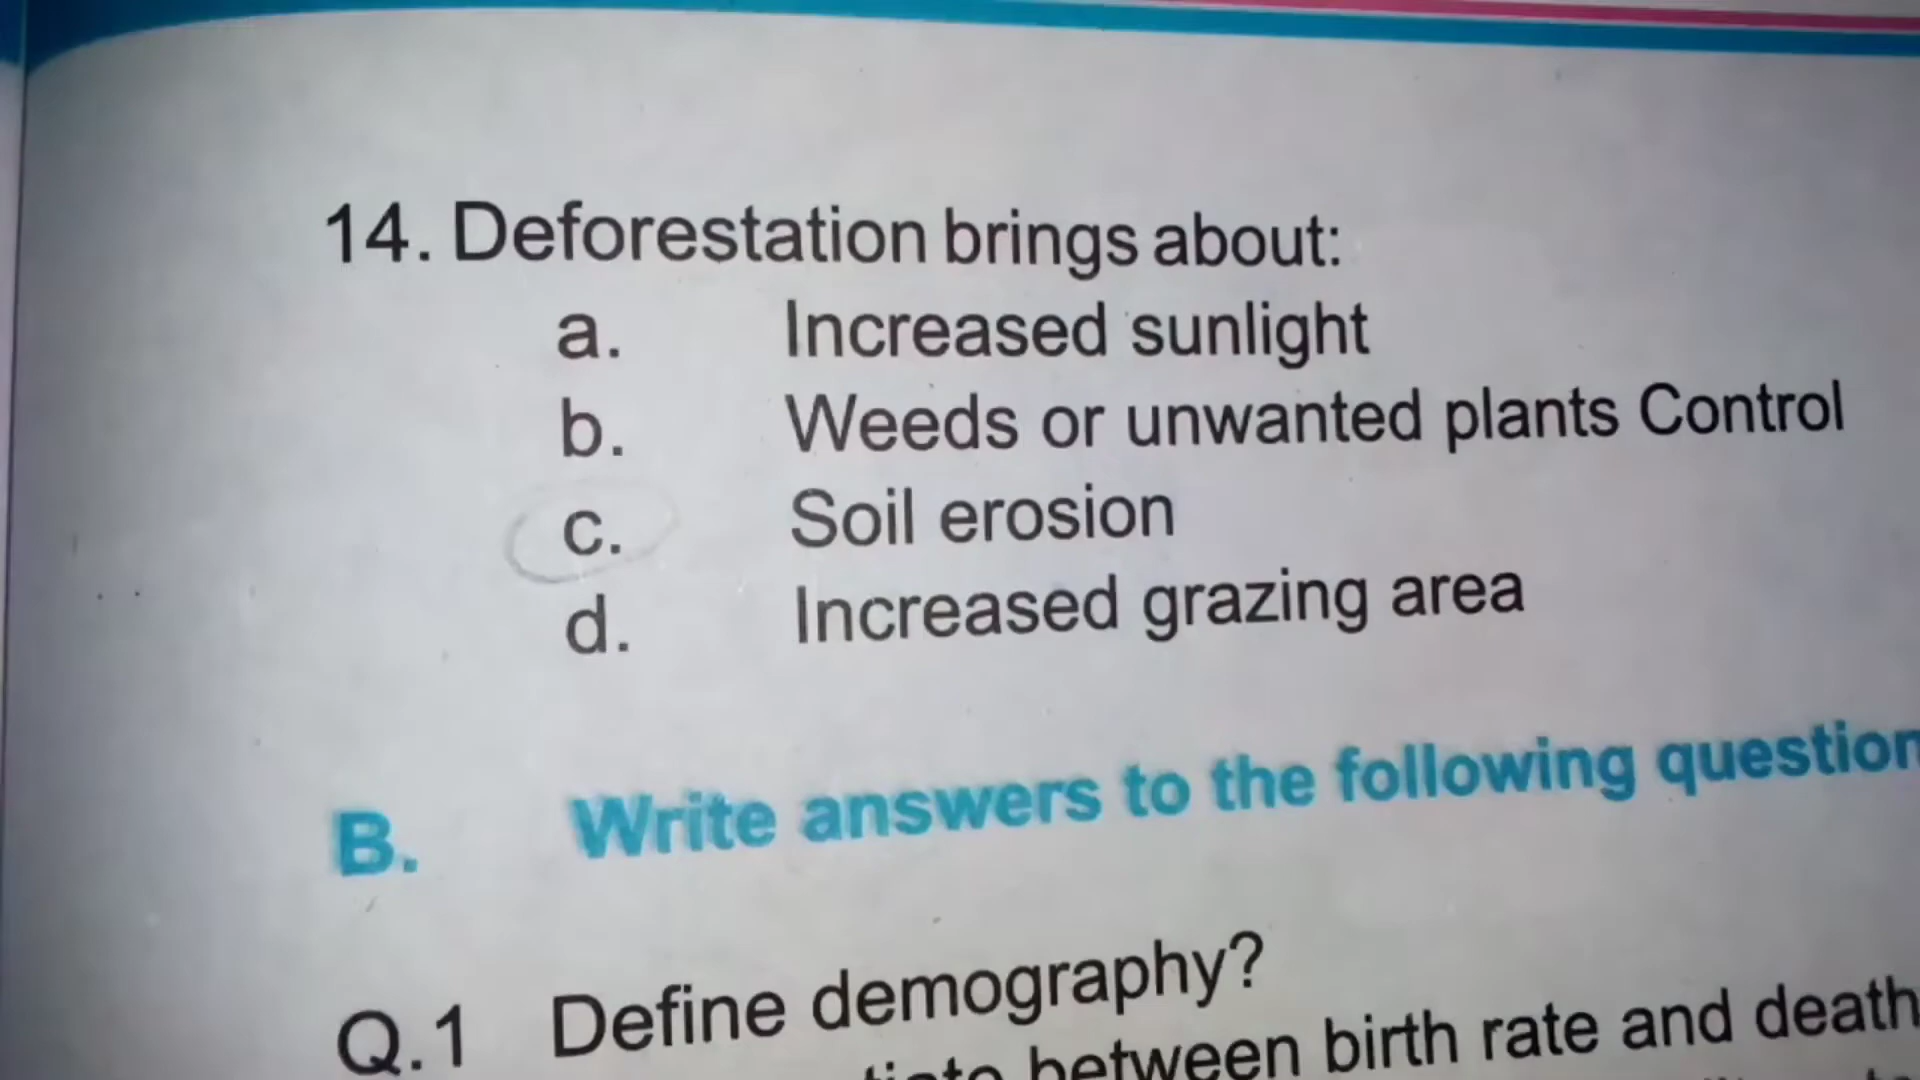 14. Deforestation brings about:
a. Increased sunlight
b. Weeds or unwanted plants Control
c. Soil erosion
d. Increased grazing area
B. Write answers to the following question
Q.1 Define demography?
between birth rate and death